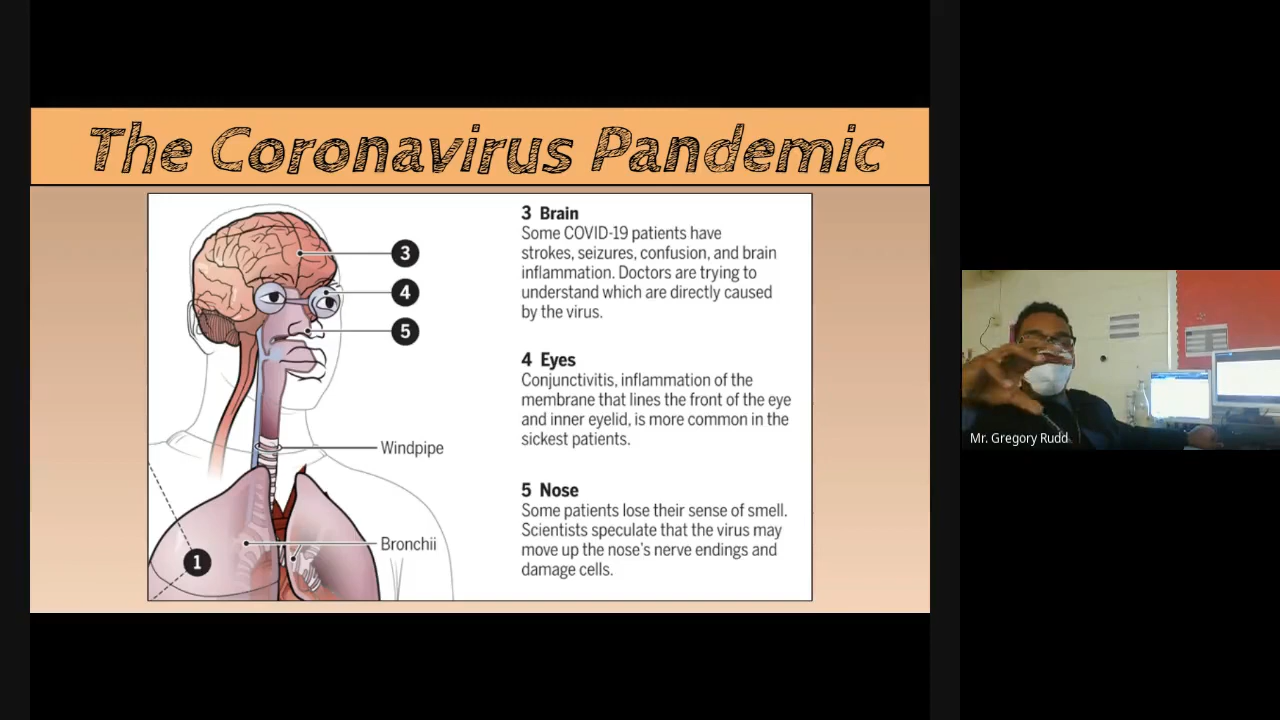 The Coronavirus Pandemic
3
4
5
Windpipe
Bronchii
1
3 Brain
Some COVID-19 patients have
strokes, seizures, confusion, and brain
inflammation. Doctors are trying to
understand which are directly caused
by the virus.
4 Eyes
Conjunctivitis, inflammation of the
membrane that lines the front of the eye
and inner eyelid, is more common in the
sickest patients.
5 Nose
Some patients lose their sense of smell.
Scientists speculate that the virus may
move up the nose's nerve endings and
damage cells.
Mr. Gregory Rudd